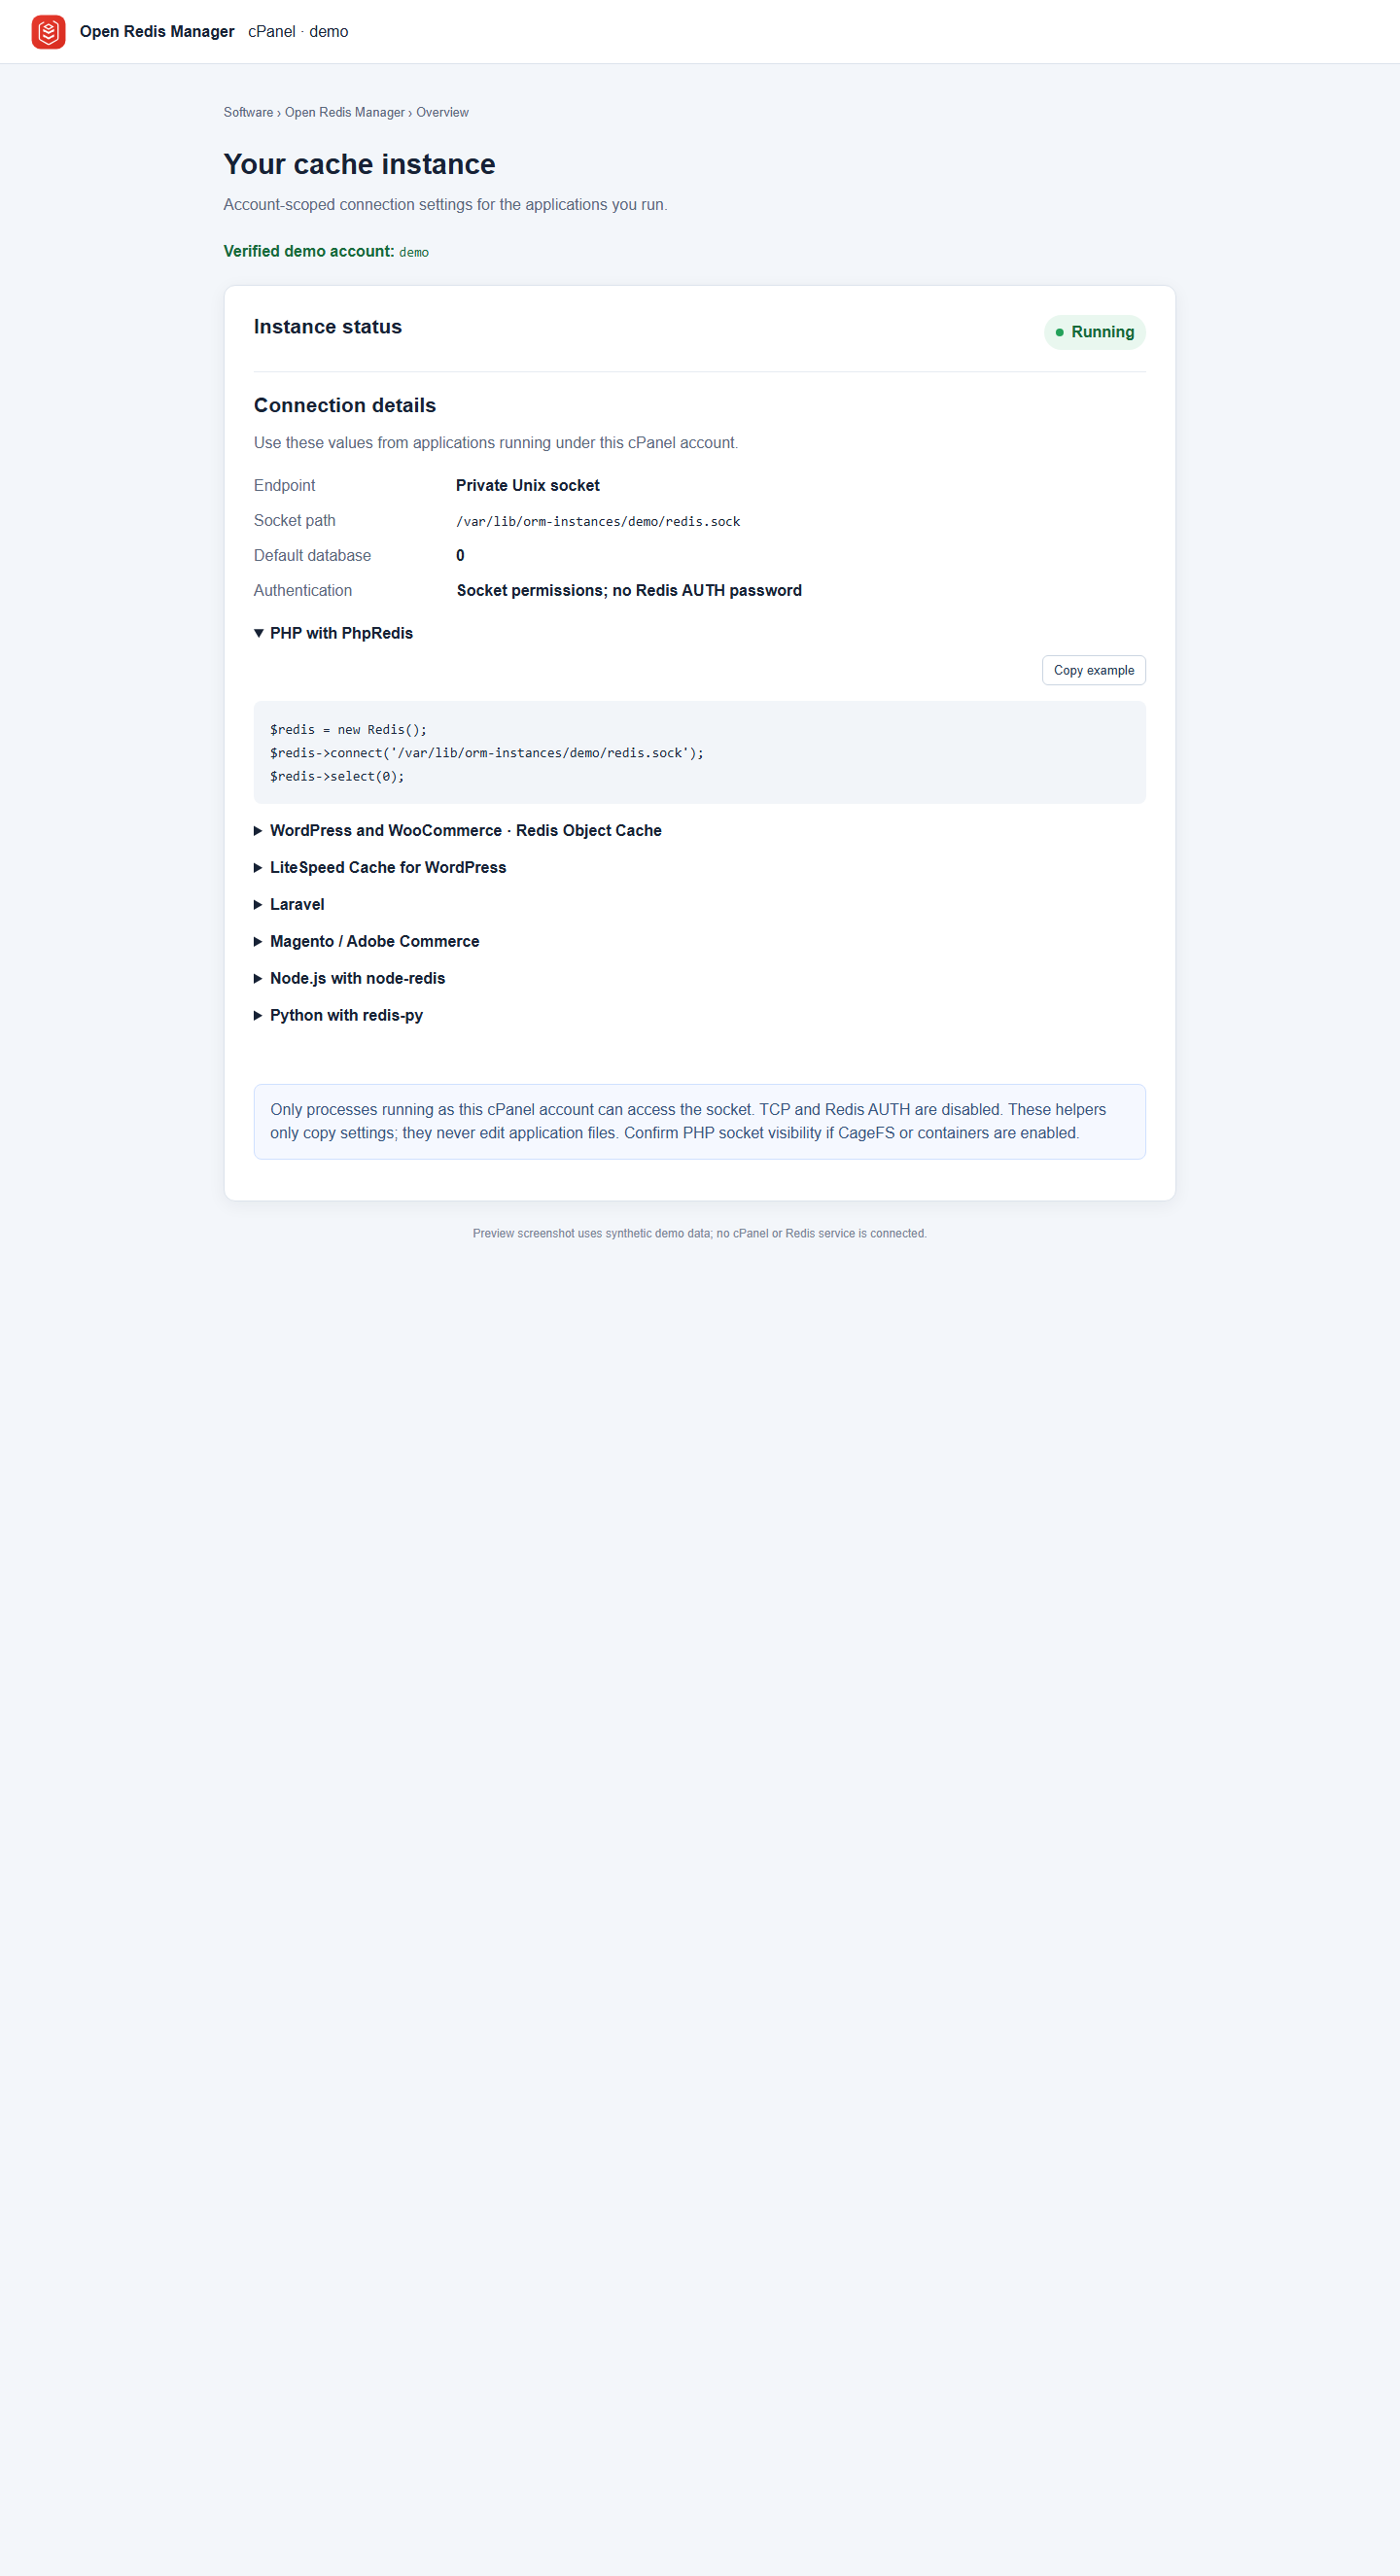 Open Redis Manager cPanel · demo
Software › Open Redis Manager › Overview
Your cache instance
Account-scoped connection settings for the applications you run.
Verified demo account: demo
Instance status
Running
Connection details
Use these values from applications running under this cPanel account.
Endpoint Private Unix socket
Socket path /var/lib/orm-instances/demo/redis.sock
Default database 0
Authentication Socket permissions; no Redis AUTH password
▼ PHP with PhpRedis
Copy example
$redis = new Redis();
$redis->connect('/var/lib/orm-instances/demo/redis.sock');
$redis->select(0);
▶ WordPress and WooCommerce · Redis Object Cache
▶ LiteSpeed Cache for WordPress
▶ Laravel
▶ Magento / Adobe Commerce
▶ Node.js with node-redis
▶ Python with redis-py
Only processes running as this cPanel account can access the socket. TCP and Redis AUTH are disabled. These helpers
only copy settings; they never edit application files. Confirm PHP socket visibility if CageFS or containers are enabled.
Preview screenshot uses synthetic demo data; no cPanel or Redis service is connected.